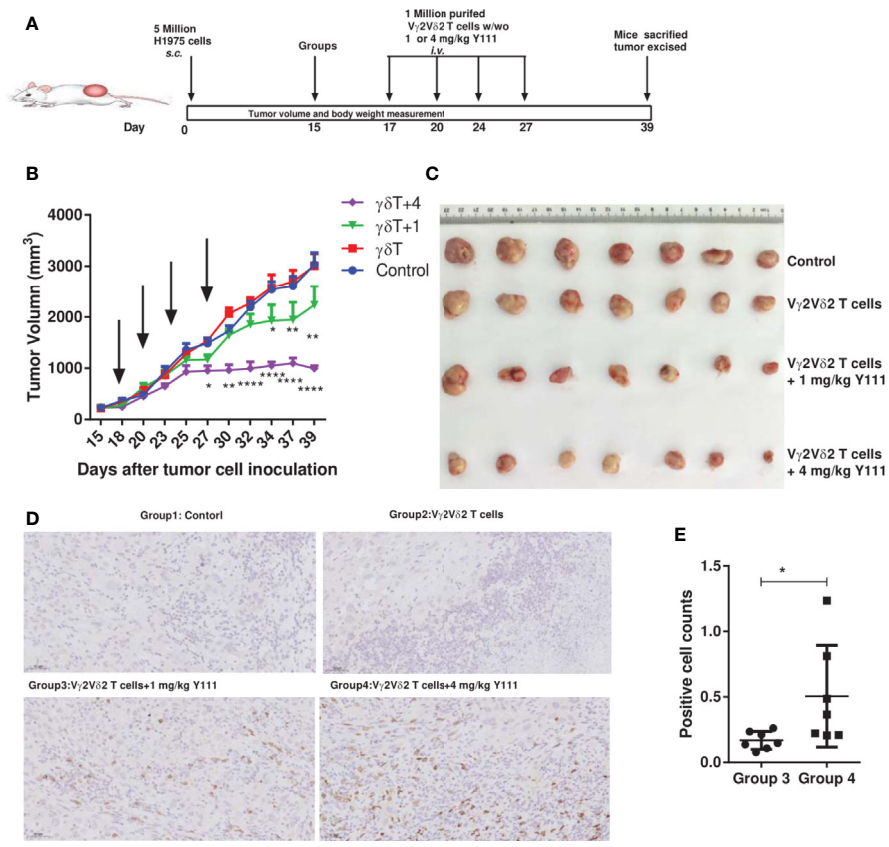 A
5 Million
H1975 cells
s.c.
Groups
1 Million purifed
Vγ2Vδ2 T cells w/wo
1 or 4 mg/kg Y111
i.v.
Mice sacrified
tumor excised
Tumor volume and body weight measurement
Day
0 15 17 20 24 27 39
B
Tumor Volumn (mm³)
4000
3000
2000
1000
0
γδT+4
γδT+1
γδT
Control
* ** **
* ** **** **** **** ****
15 18 20 23 25 27 30 32 34 37 39
Days after tumor cell inoculation
C
Control
Vγ2Vδ2 T cells
Vγ2Vδ2 T cells
+ 1 mg/kg Y111
Vγ2Vδ2 T cells
+ 4 mg/kg Y111
D
Group1: Contorl
Group2:Vγ2Vδ2 T cells
Group3:Vγ2Vδ2 T cells+1 mg/kg Y111
Group4:Vγ2Vδ2 T cells+4 mg/kg Y111
E
Positive cell counts
1.5
1.0
0.5
0.0
*
Group 3 Group 4